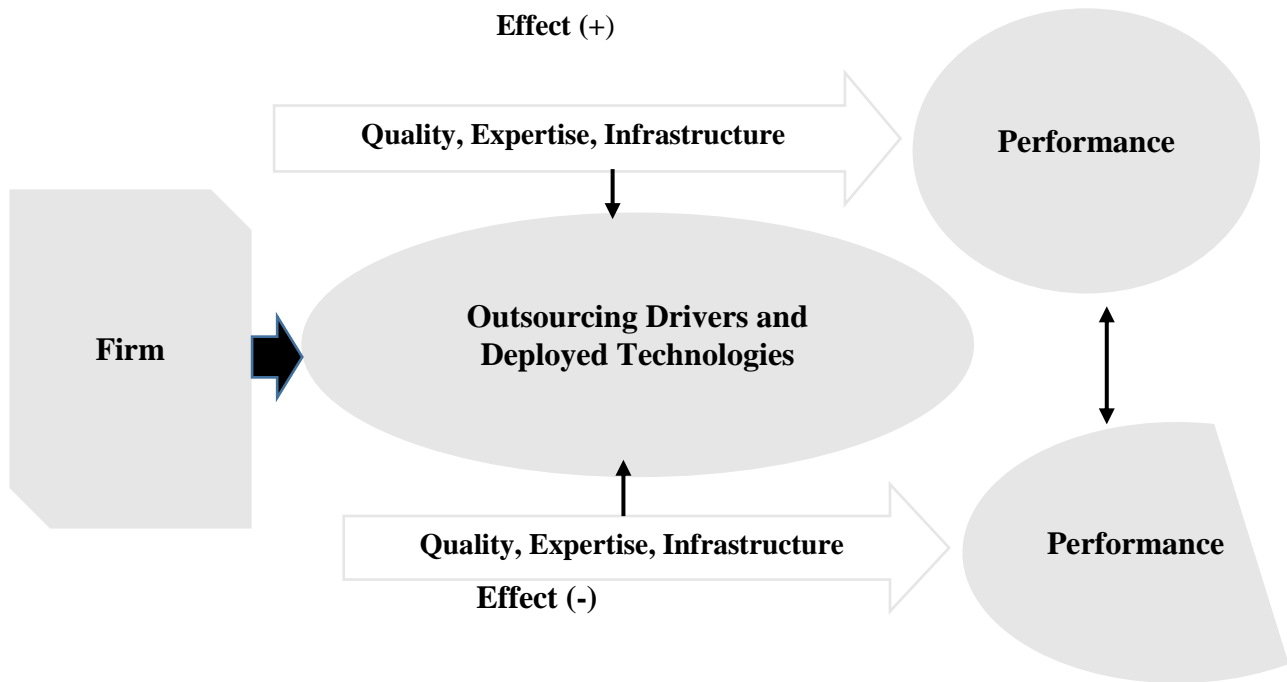 Effect (+)
Quality, Expertise, Infrastructure
Performance
Firm
Outsourcing Drivers and
Deployed Technologies
Quality, Expertise, Infrastructure
Performance
Effect (-)